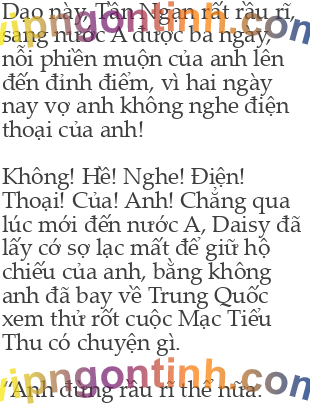 Dạo này, Tần Ngạn rất rầu rĩ,
sang nước A được ba ngày,
nỗi phiền muộn của anh lên
đến đỉnh điểm, vì hai ngày
nay vợ anh không nghe điện
thoại của anh!
Không! Hề! Nghe! Điện!
Thoại! Của! Anh! Chẳng qua
lúc mới đến nước A, Daisy đã
lấy cớ sợ lạc mất để giữ hộ
chiếu của anh, bằng không
anh đã bay về Trung Quốc
xem thử rốt cuộc Mạc Tiểu
Thu có chuyện gì.
“Anh đừng rầu rĩ thế nữa.
vipngontinh.com
vipngontinh.com